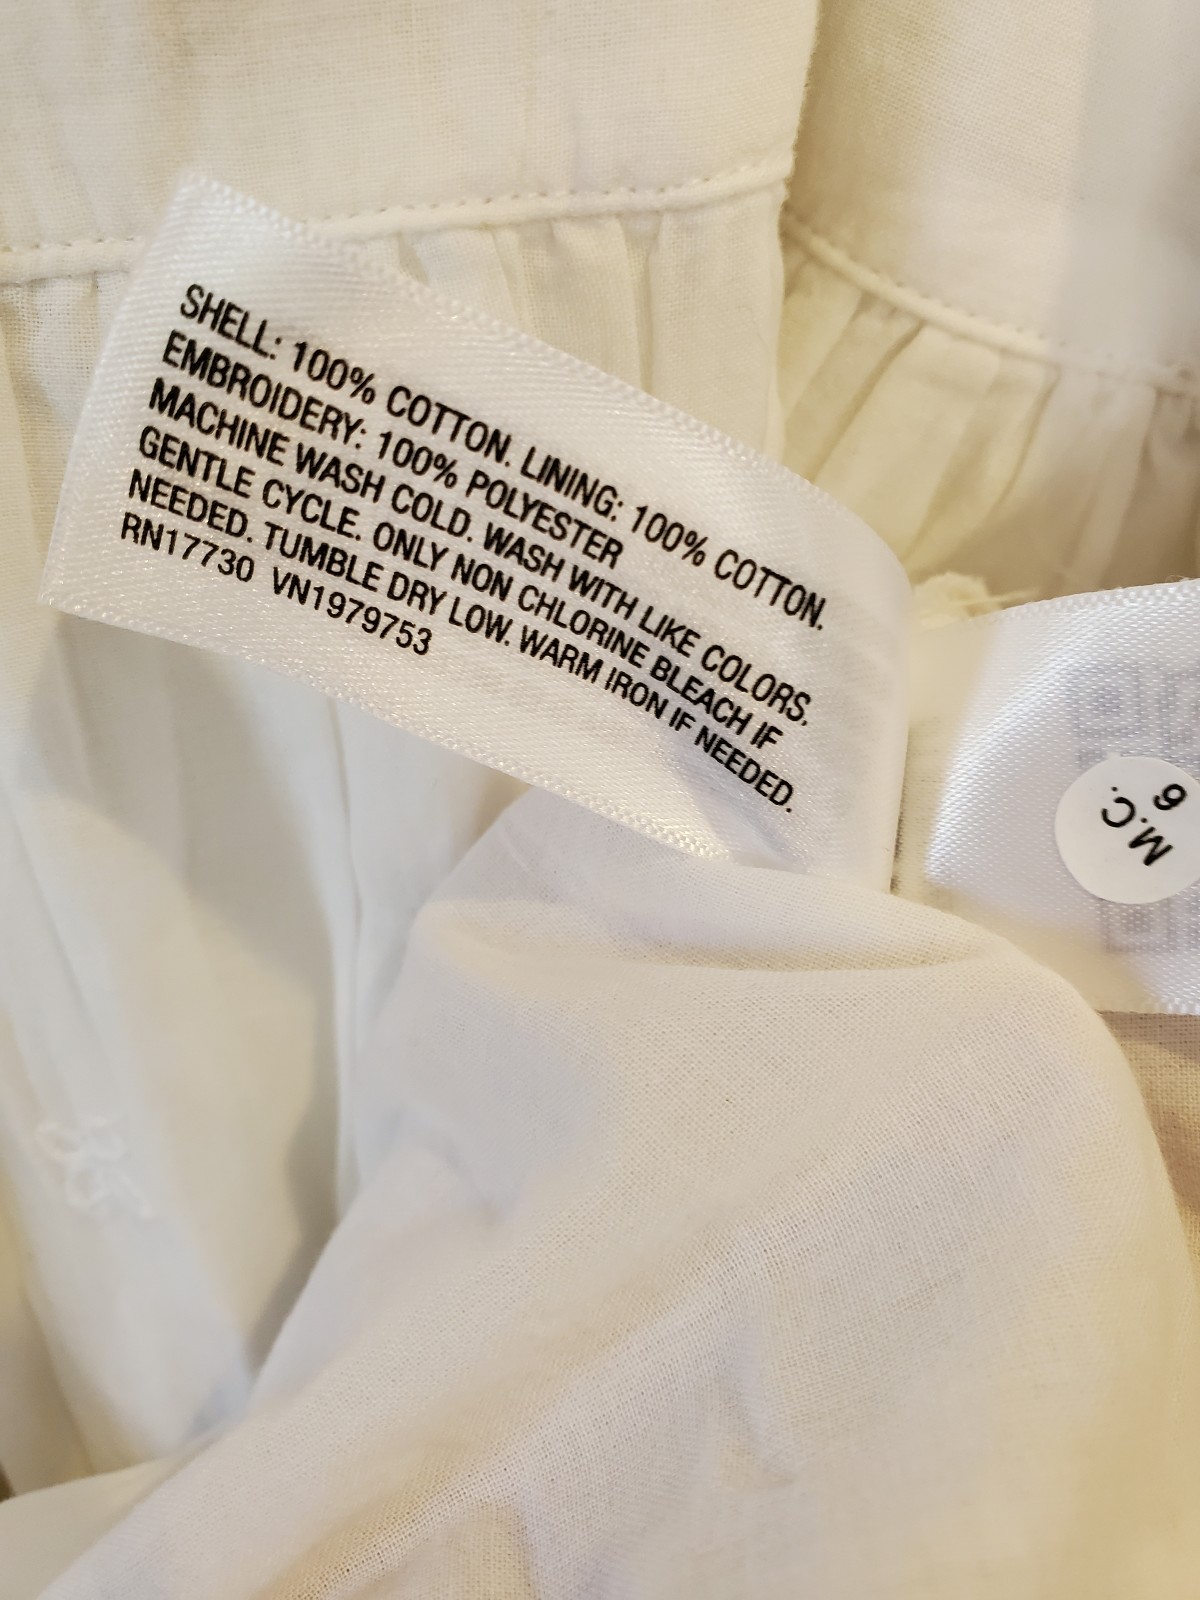 SHELL: 100% COTTON. LINING: 100% COTTON.
EMBROIDERY: 100% POLYESTER
MACHINE WASH COLD. WASH WITH LIKE COLORS.
GENTLE CYCLE. ONLY NON CHLORINE BLEACH IF
NEEDED. TUMBLE DRY LOW. WARM IRON IF NEEDED.
RN17730 VN1979753
M.C.
6